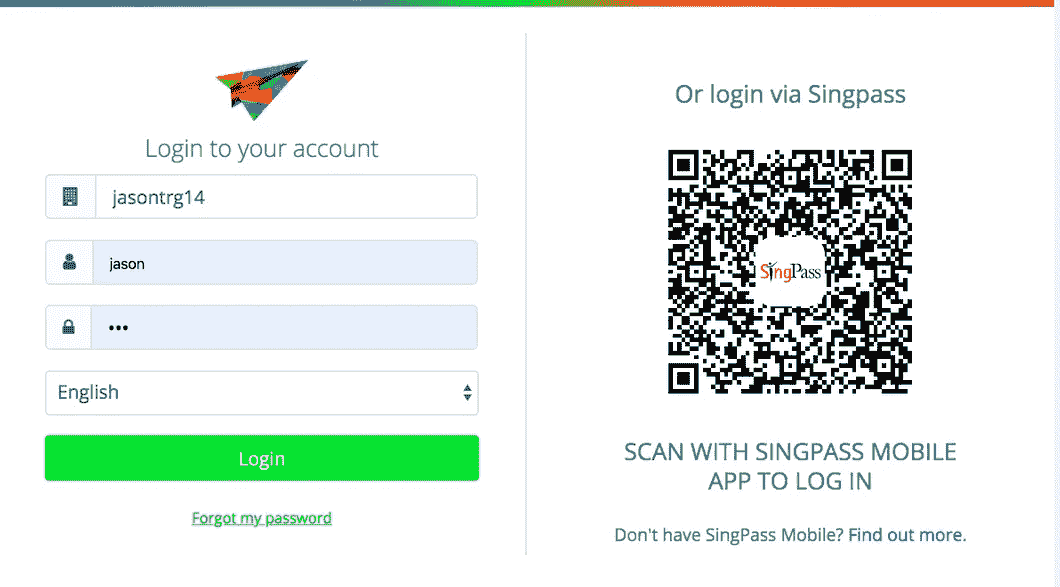 Login to your account
jasontrg14
jason
•••
English
Login
Forgot my password
Or login via Singpass
SingPass
SCAN WITH SINGPASS MOBILE
APP TO LOG IN
Don't have SingPass Mobile? Find out more.